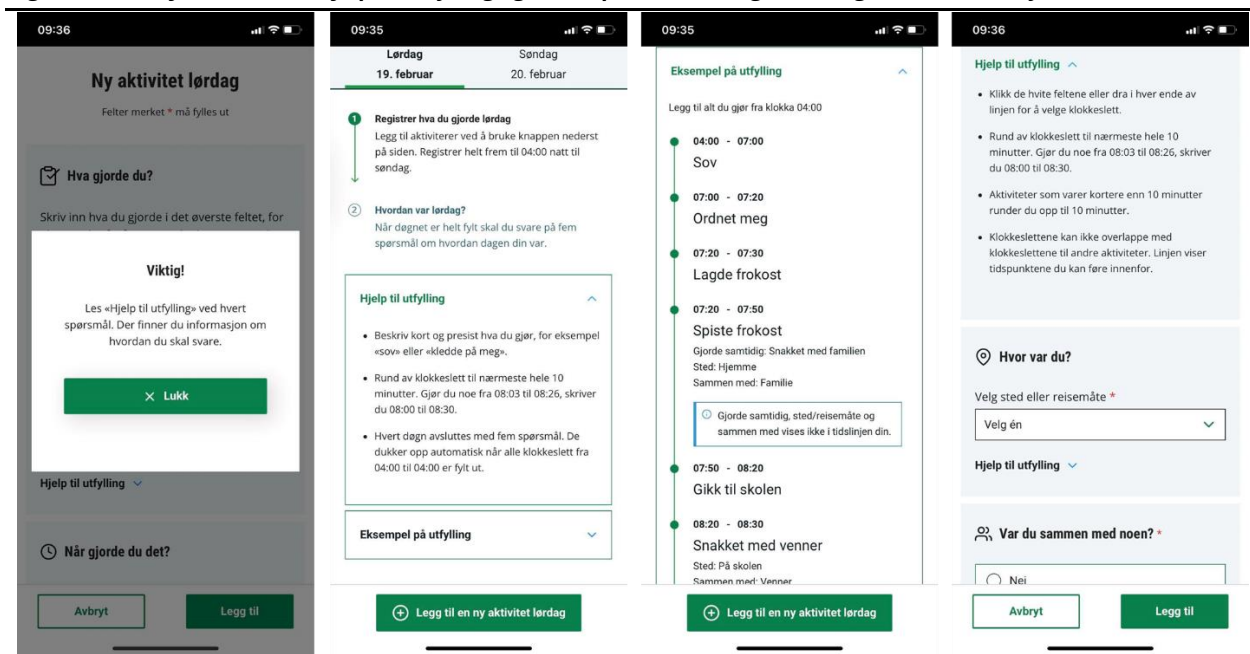 09:36
Ny aktivitet lørdag
Felter merket * må fylles ut
Hva gjorde du?
Skriv inn hva du gjorde i det øverste feltet, for
Viktig!
Les «Hjelp til utfylling» ved hvert
spørsmål. Der finner du informasjon om
hvordan du skal svare.
Lukk
Hjelp til utfylling
Når gjorde du det?
Avbryt
Legg til
09:35
Lørdag
19. februar
Søndag
20. februar
1
Registrer hva du gjorde lørdag
Legg til aktiviterer ved å bruke knappen nederst
på siden. Registrer helt frem til 04:00 natt til
søndag.
2
Hvordan var lørdag?
Når døgnet er helt fylt skal du svare på fem
spørsmål om hvordan dagen din var.
Hjelp til utfylling
• Beskriv kort og presist hva du gjør, for eksempel
«sov» eller «kledde på meg».
• Rund av klokkeslett til nærmeste hele 10
minutter. Gjør du noe fra 08:03 til 08:26, skriver
du 08:00 til 08:30.
• Hvert døgn avsluttes med fem spørsmål. De
dukker opp automatisk når alle klokkeslett fra
04:00 til 04:00 er fylt ut.
Eksempel på utfylling
Legg til en ny aktivitet lørdag
09:35
Eksempel på utfylling
Legg til alt du gjør fra klokka 04:00
04:00 - 07:00
Sov
07:00 - 07:20
Ordnet meg
07:20 - 07:30
Lagde frokost
07:20 - 07:50
Spiste frokost
Gjorde samtidig: Snakket med familien
Sted: Hjemme
Sammen med: Familie
Gjorde samtidig, sted/reisemåte og
sammen med vises ikke i tidslinjen din.
07:50 - 08:20
Gikk til skolen
08:20 - 08:30
Snakket med venner
Sted: På skolen
Sammen med: Venner
Legg til en ny aktivitet lørdag
09:36
Hjelp til utfylling
• Klikk de hvite feltene eller dra i hver ende av
linjen for å velge klokkeslett.
• Rund av klokkeslett til nærmeste hele 10
minutter. Gjør du noe fra 08:03 til 08:26, skriver
du 08:00 til 08:30.
• Aktiviteter som varer kortere enn 10 minutter
runder du opp til 10 minutter.
• Klokkeslettene kan ikke overlappe med
klokkeslettene til andre aktiviteter. Linjen viser
tidspunktene du kan føre innenfor.
Hvor var du?
Velg sted eller reisemåte *
Velg én
Hjelp til utfylling
Var du sammen med noen? *
Nei
Avbryt
Legg til